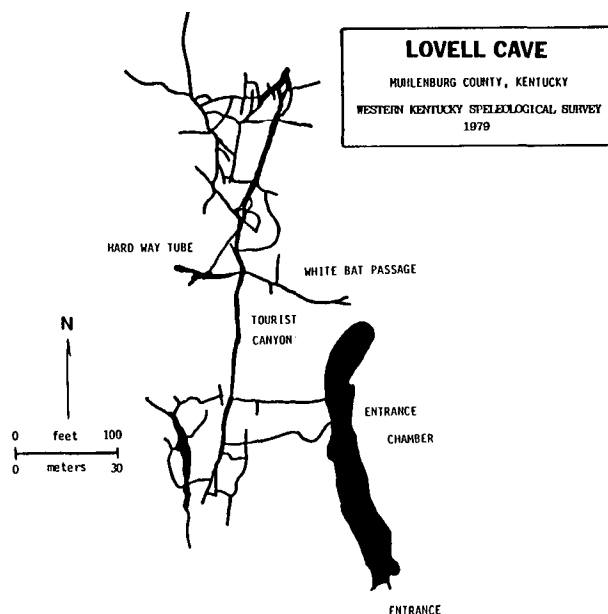 LOVELL CAVE
MUHLENBURG COUNTY, KENTUCKY
WESTERN KENTUCKY SPELEOLOGICAL SURVEY
1979
HARD WAY TUBE
WHITE BAT PASSAGE
TOURIST
CANYON
N
0 feet 100
0 meters 30
ENTRANCE
CHAMBER
ENTRANCE